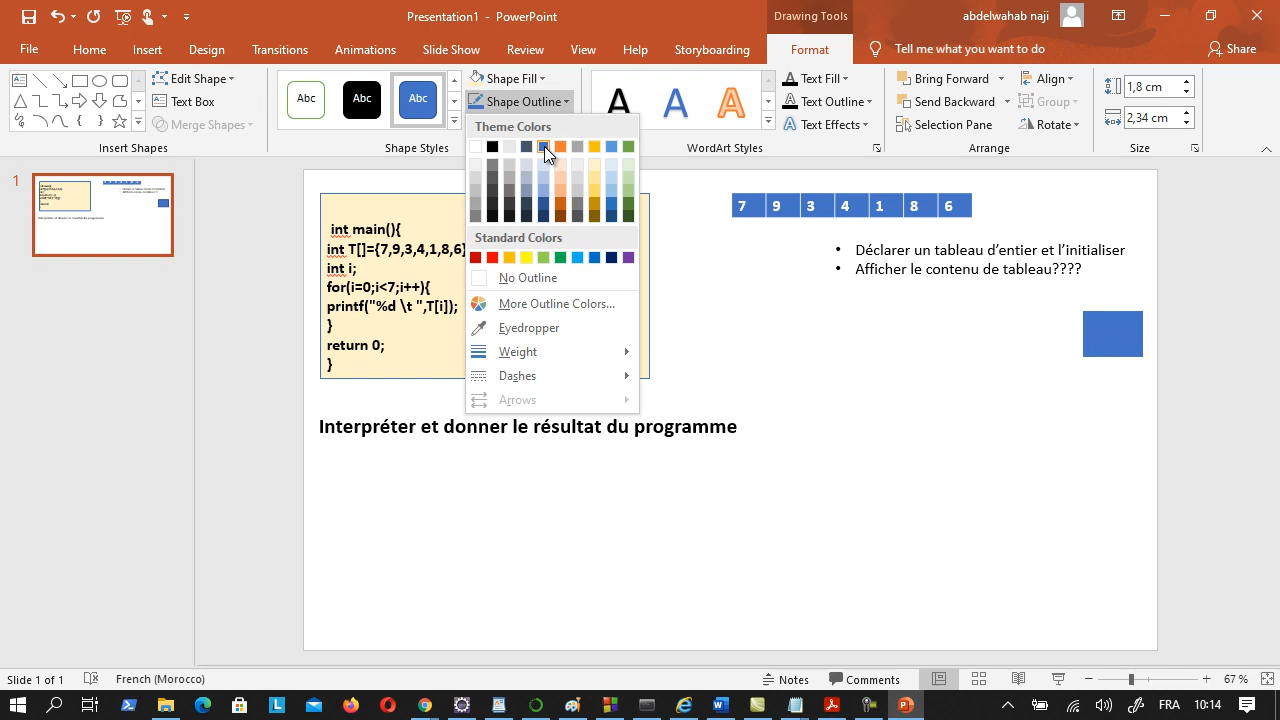 Presentation1 - PowerPoint
Drawing Tools
abdelwahab naji
File Home Insert Design Transitions Animations Slide Show Review View Help Storyboarding Format Tell me what you want to do Share
Edit Shape
Text Box
Merge Shapes
Insert Shapes
Abc Abc Abc
Shape Styles
Shape Fill
Shape Outline
A A A
WordArt Styles
Text Fill
Text Outline
Text Effects
Bring Forward
Send Backward
Selection Pane
Align
Group
Rotate
Arrange
1,8 cm
2,34 cm
Size
Theme Colors
Standard Colors
No Outline
More Outline Colors...
Eyedropper
Weight
Dashes
Arrows
1
int main(){
int T[]={7,9,3,4,1,8,6}
int i;
for(i=0;i<7;i++){
printf("%d \t ",T[i]);
}
return 0;
}
7 9 3 4 1 8 6
• Déclarer un tableau d’entier et l’initialiser
• Afficher le contenu de tableau????
Interpréter et donner le résultat du programme
Slide 1 of 1 French (Morocco) Notes Comments 67 %
FRA 10:14